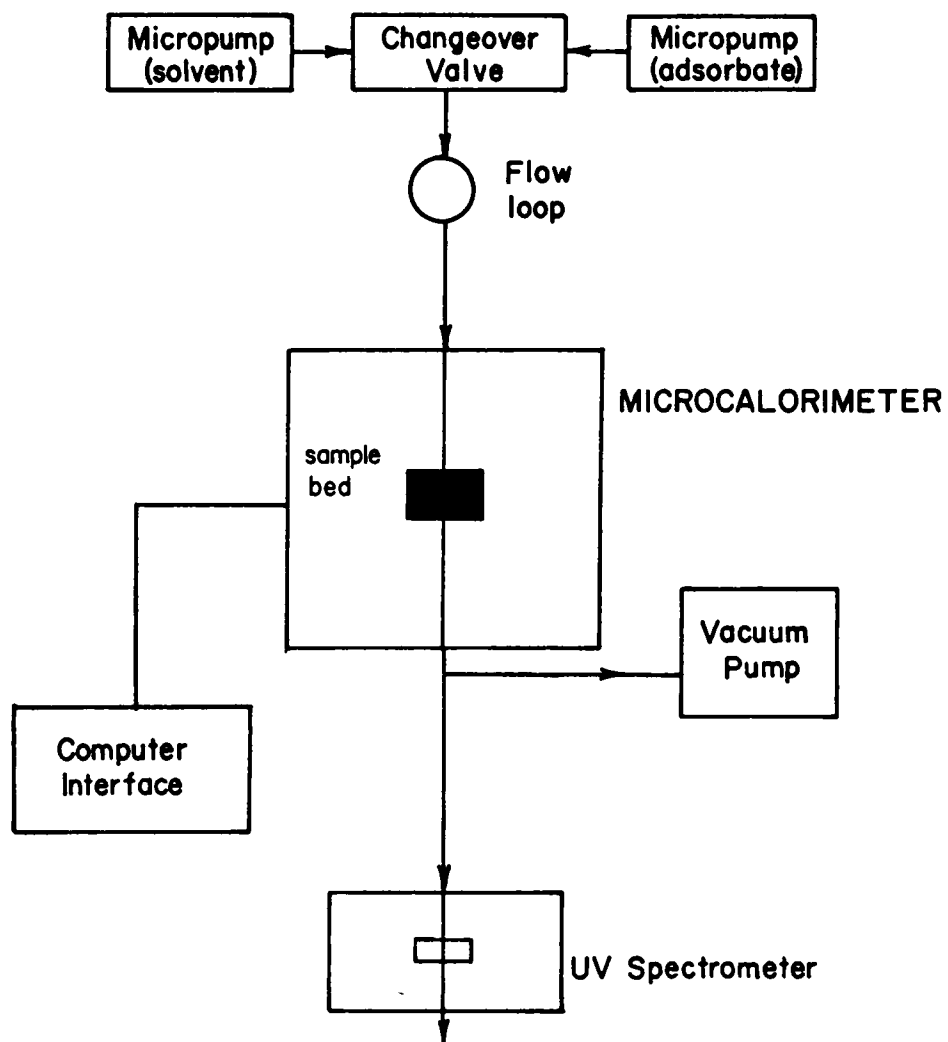 Micropump
(solvent)
Changeover
Valve
Micropump
(adsorbate)
Flow
loop
MICROCALORIMETER
sample
bed
Vacuum
Pump
Computer
Interface
UV Spectrometer